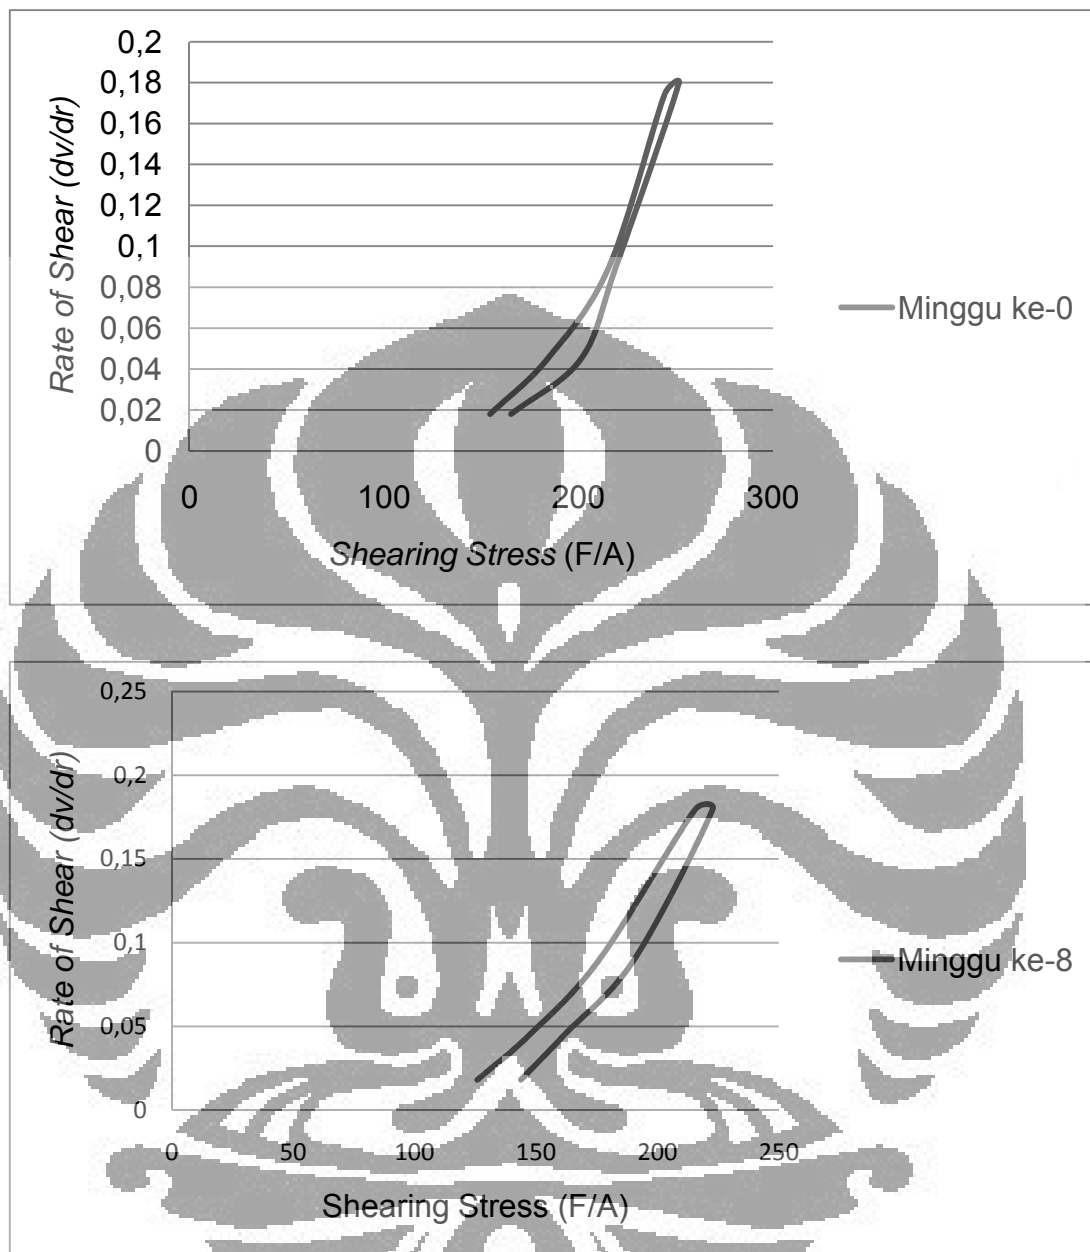 0,2
0,18
0,16
0,14
0,12
0,1
0,08
0,06
0,04
0,02
0
Rate of Shear (dv/dr)
0 100 200 300
Shearing Stress (F/A)
Minggu ke-0
0,25
0,2
0,15
0,1
0,05
0
Rate of Shear (dv/dr)
0 50 100 150 200 250
Shearing Stress (F/A)
Minggu ke-8